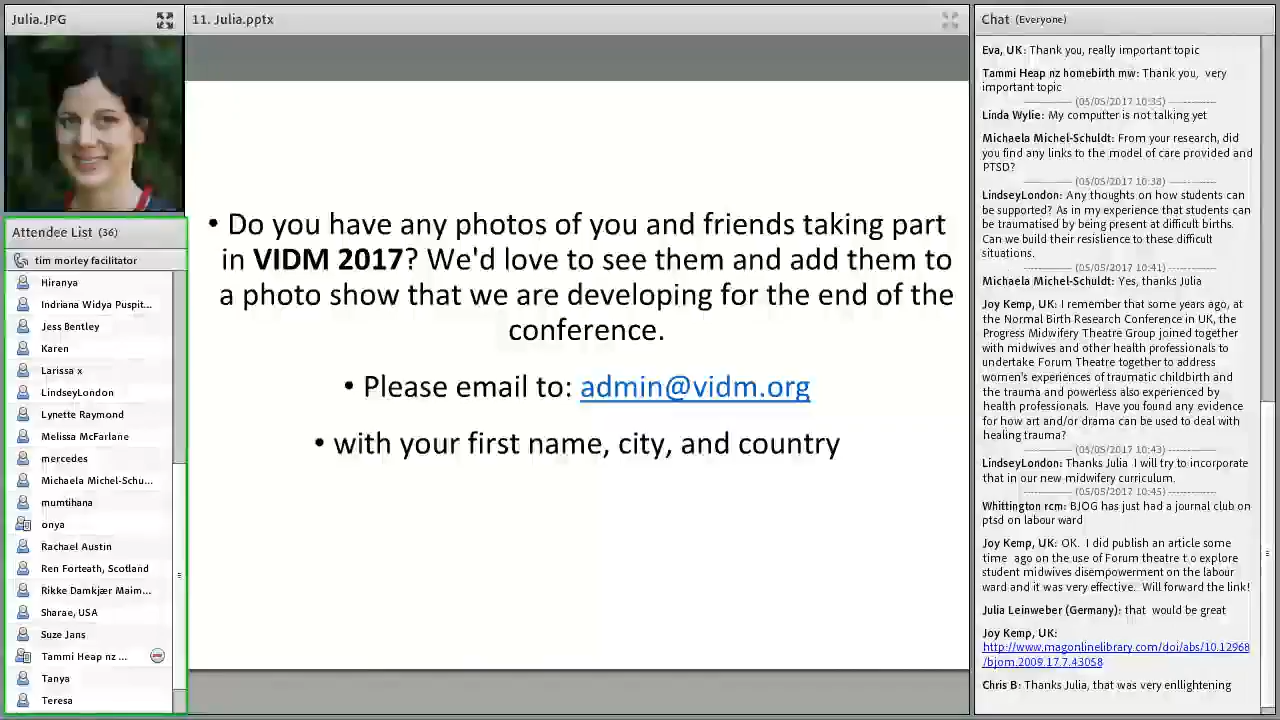 Julia.JPG
Attendee List (36)
tim morley facilitator
Hiranya
Indriana Widya Puspit...
Jess Bentley
Karen
Larissa x
LindseyLondon
Lynette Raymond
Melissa McFarlane
mercedes
Michaela Michel-Schu...
mumtihana
onya
Rachael Austin
Ren Forteath, Scotland
Rikke Damkjær Maim...
Sharae, USA
Suze Jans
Tammi Heap nz ...
Tanya
Teresa
11. Julia.pptx
• Do you have any photos of you and friends taking part
in VIDM 2017? We'd love to see them and add them to
a photo show that we are developing for the end of the
conference.
• Please email to: admin@vidm.org
• with your first name, city, and country
Chat (Everyone)
Eva, UK: Thank you, really important topic
Tammi Heap nz homebirth mw: Thank you, very
important topic
------------ (05/05/2017 10:35) ------------
Linda Wylie: My computer is not talking yet
Michaela Michel-Schuldt: From your research, did
you find any links to the model of care provided and
PTSD?
------------ (05/05/2017 10:38) ------------
LindseyLondon: Any thoughts on how students can
be supported? As in my experience that students can
be traumatised by being present at difficult births.
Can we build their reslisience to these difficult
situations.
------------ (05/05/2017 10:41) ------------
Michaela Michel-Schuldt: Yes, thanks Julia
Joy Kemp, UK: I remember that some years ago, at
the Normal Birth Research Conference in UK, the
Progress Midwifery Theatre Group joined together
with midwives and other health professionals to
undertake Forum Theatre together to address
women's experiences of traumatic childbirth and
the trauma and powerless also experienced by
health professionals. Have you found any evidence
for how art and/or drama can be used to deal with
healing trauma?
------------ (05/05/2017 10:43) ------------
LindseyLondon: Thanks Julia I will try to incorporate
that in our new midwifery curriculum.
------------ (05/05/2017 10:45) ------------
Whittington rcm: BJOG has just had a journal club on
ptsd on labour ward
Joy Kemp, UK: OK. I did publish an article some
time ago on the use of Forum theatre to explore
student midwives disempowerment on the labour
ward and it was very effective. Will forward the link!
Julia Leinweber (Germany): that would be great
Joy Kemp, UK:
http://www.magonlinelibrary.com/doi/abs/10.12968
/bjom.2009.17.7.43058
Chris B: Thanks Julia, that was very enllightening